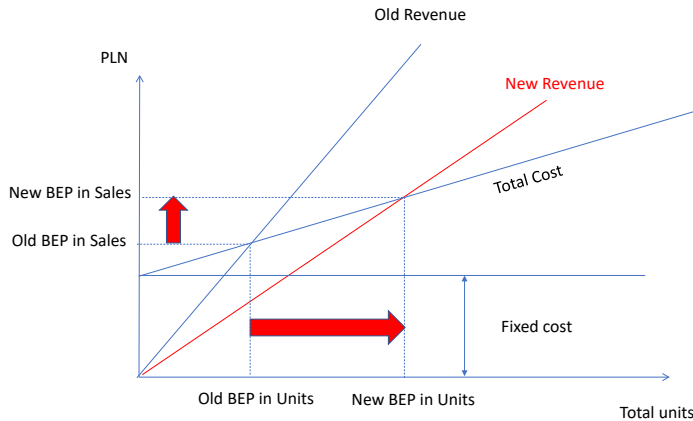 Old Revenue
PLN
New Revenue
Total Cost
New BEP in Sales
Old BEP in Sales
Fixed cost
Old BEP in Units
New BEP in Units
Total units